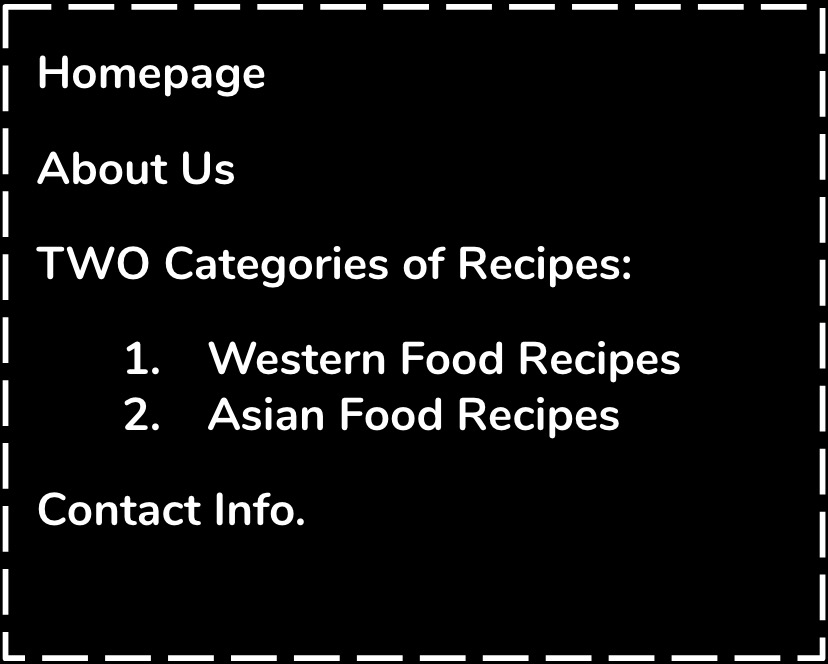 Homepage
About Us
TWO Categories of Recipes:
1. Western Food Recipes
2. Asian Food Recipes
Contact Info.